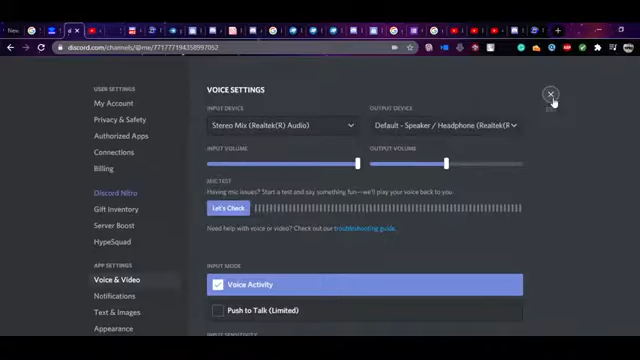 New
d
discord.com/channels/@me/717777194358997052
USER SETTINGS
My Account
Privacy & Safety
Authorized Apps
Connections
Billing
Discord Nitro
Gift Inventory
Server Boost
HypeSquad
APP SETTINGS
Voice & Video
Notifications
Text & Images
Appearance
VOICE SETTINGS
INPUT DEVICE
OUTPUT DEVICE
Stereo Mix (Realtek(R) Audio)
Default - Speaker / Headphone (Realtek(R
INPUT VOLUME
OUTPUT VOLUME
MIC TEST
Having mic issues? Start a test and say something fun—we'll play your voice back to you.
Let's Check
Need help with voice or video? Check out our troubleshooting guide.
INPUT MODE
Voice Activity
Push to Talk (Limited)
INPUT SENSITIVITY